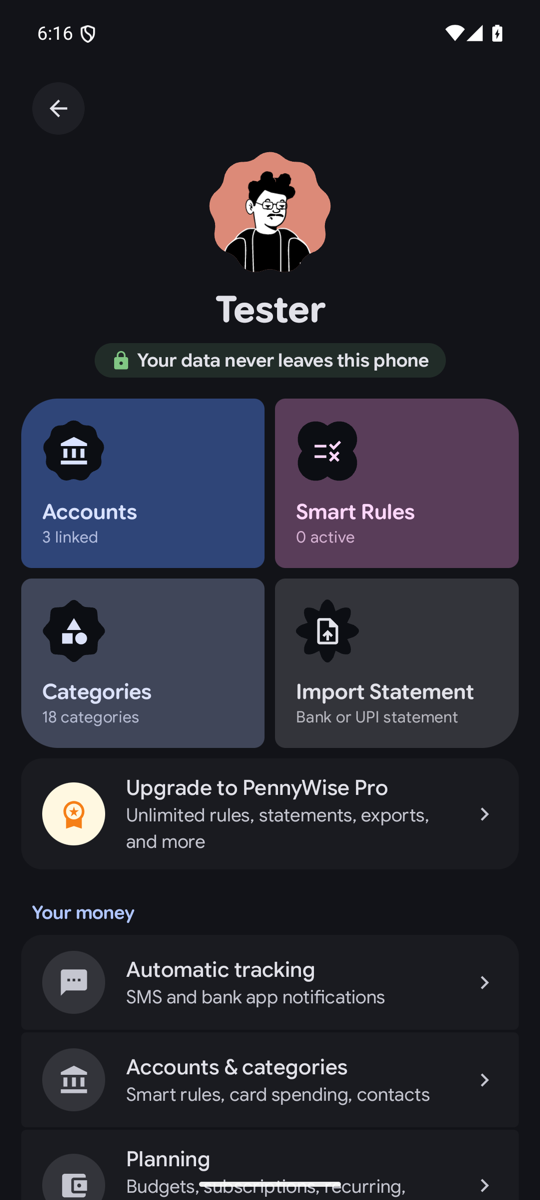 6:16
Tester
Your data never leaves this phone
Accounts
3 linked
Smart Rules
0 active
Categories
18 categories
Import Statement
Bank or UPI statement
Upgrade to PennyWise Pro
Unlimited rules, statements, exports,
and more
Your money
Automatic tracking
SMS and bank app notifications
Accounts & categories
Smart rules, card spending, contacts
Planning
Budgets, subscriptions, recurring,